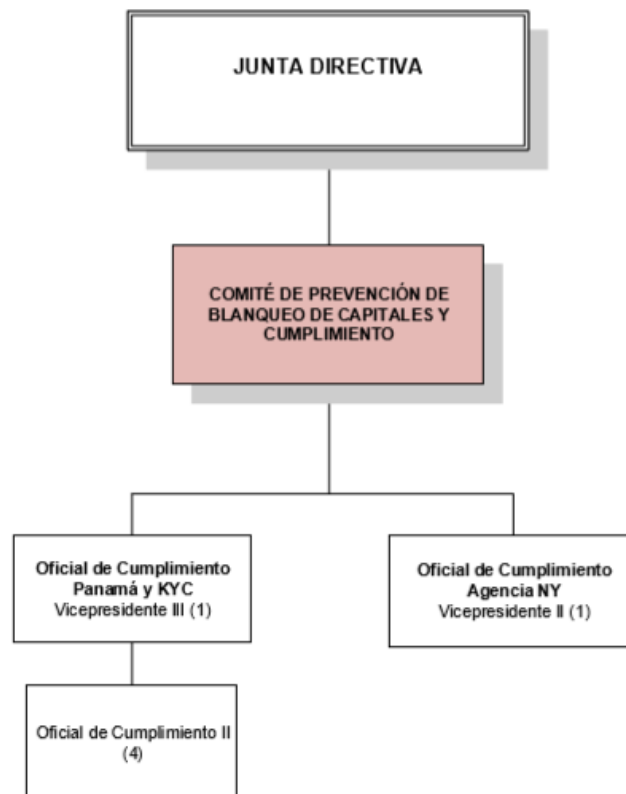 JUNTA DIRECTIVA
COMITÉ DE PREVENCIÓN DE
BLANQUEO DE CAPITALES Y
CUMPLIMIENTO
Oficial de Cumplimiento
Panamá y KYC
Vicepresidente III (1)
Oficial de Cumplimiento
Agencia NY
Vicepresidente II (1)
Oficial de Cumplimiento II
(4)